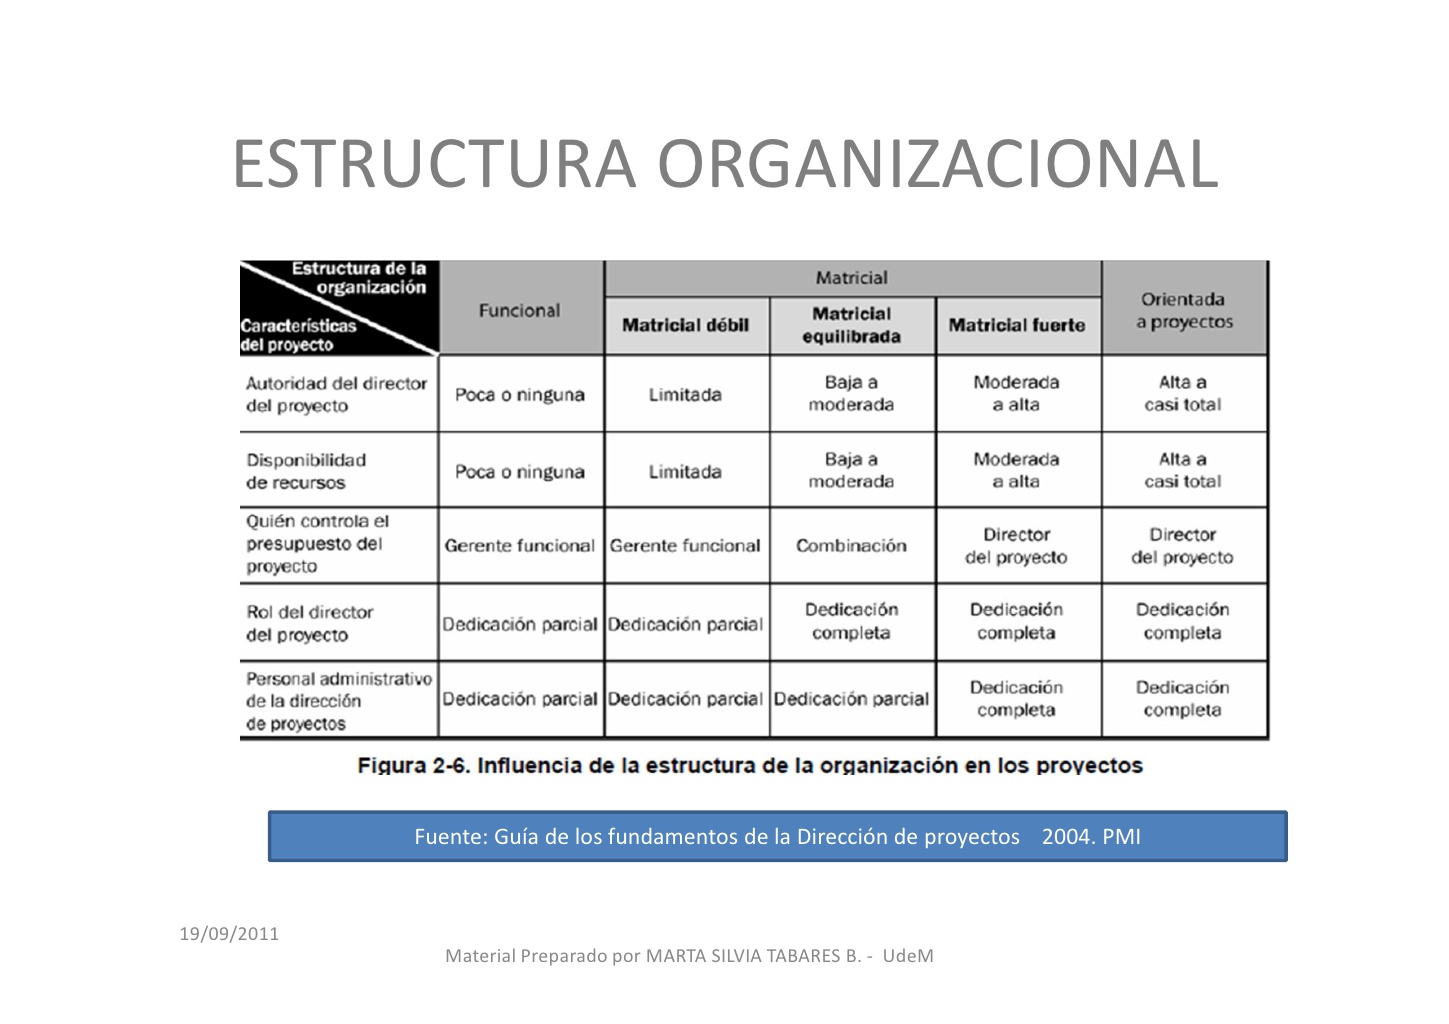 ESTRUCTURA ORGANIZACIONAL
Estructura de la
organización
Características
del proyecto
Funcional
Matricial
Matricial débil
Matricial
equilibrada
Matricial fuerte
Orientada
a proyectos
Autoridad del director
del proyecto
Poca o ninguna
Limitada
Baja a
moderada
Moderada
a alta
Alta a
casi total
Disponibilidad
de recursos
Poca o ninguna
Limitada
Baja a
moderada
Moderada
a alta
Alta a
casi total
Quién controla el
presupuesto del
proyecto
Gerente funcional
Gerente funcional
Combinación
Director
del proyecto
Director
del proyecto
Rol del director
del proyecto
Dedicación parcial
Dedicación parcial
Dedicación
completa
Dedicación
completa
Dedicación
completa
Personal administrativo
de la dirección
de proyectos
Dedicación parcial
Dedicación parcial
Dedicación parcial
Dedicación
completa
Dedicación
completa
Figura 2-6. Influencia de la estructura de la organización en los proyectos
Fuente: Guía de los fundamentos de la Dirección de proyectos 2004. PMI
19/09/2011
Material Preparado por MARTA SILVIA TABARES B. - UdeM